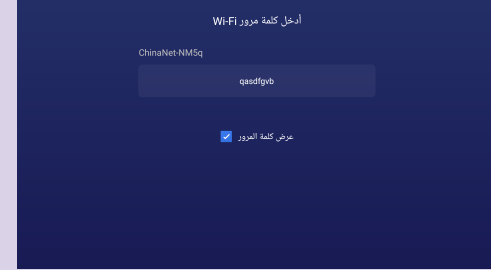 أدخل كلمة مرور Wi-Fi
ChinaNet-NM5q
qasdfgvb
عرض كلمة المرور